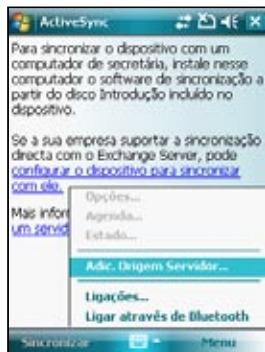 ActiveSync
Para sincronizar o dispositivo com um
computador de secretária, instale nesse
computador o software de sincronização a
partir do disco Introdução incluído no
dispositivo.
Se a sua empresa suportar a sincronização
directa com o Exchange Server, pode
configurar o dispositivo para sincronizar
com ele.
Mais infor
um servid
Opções...
Agenda...
Estado...
Adic. Origem Servidor...
Ligações...
Ligar através de Bluetooth
Sincronizar
Menu